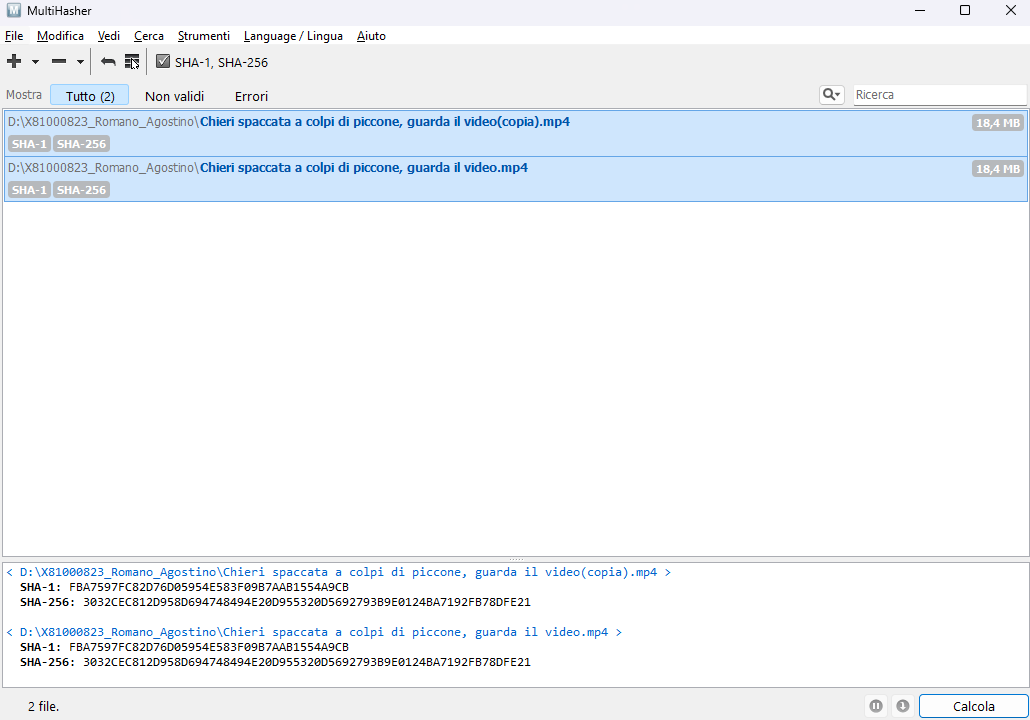 MultiHasher
File Modifica Vedi Cerca Strumenti Language / Lingua Aiuto
SHA-1, SHA-256
Mostra Tutto (2) Non validi Errori Ricerca
D:\X81000823_Romano_Agostino\Chieri spaccata a colpi di piccone, guarda il video(copia).mp4 18,4 MB
SHA-1 SHA-256
D:\X81000823_Romano_Agostino\Chieri spaccata a colpi di piccone, guarda il video.mp4 18,4 MB
SHA-1 SHA-256
< D:\X81000823_Romano_Agostino\Chieri spaccata a colpi di piccone, guarda il video(copia).mp4 >
SHA-1: FBA7597FC82D76D05954E583F09B7AAB1554A9CB
SHA-256: 3032CEC812D958D694748494E20D955320D5692793B9E0124BA7192FB78DFE21
< D:\X81000823_Romano_Agostino\Chieri spaccata a colpi di piccone, guarda il video.mp4 >
SHA-1: FBA7597FC82D76D05954E583F09B7AAB1554A9CB
SHA-256: 3032CEC812D958D694748494E20D955320D5692793B9E0124BA7192FB78DFE21
2 file. Calcola